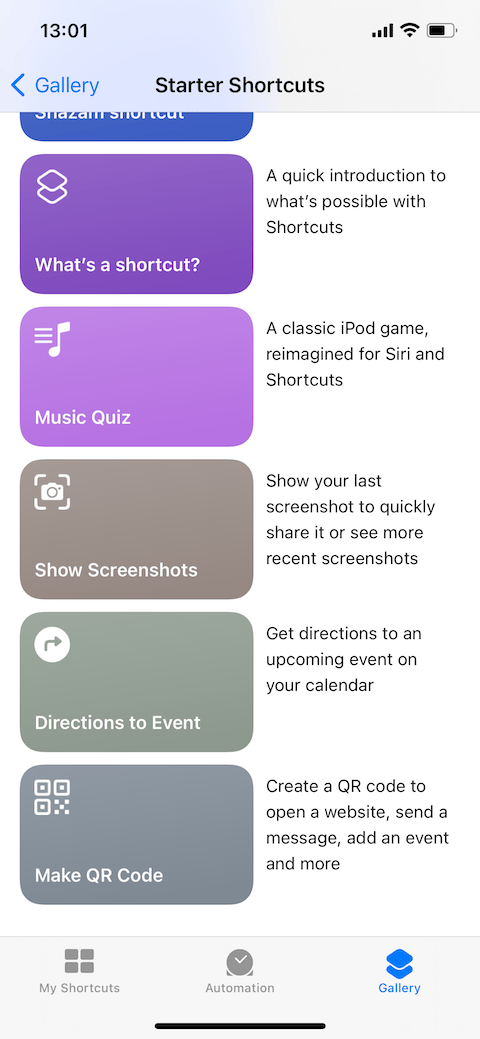 13:01
Gallery
Starter Shortcuts
Shazam shortcut
What's a shortcut?
A quick introduction to
what's possible with
Shortcuts
Music Quiz
A classic iPod game,
reimagined for Siri and
Shortcuts
Show Screenshots
Show your last
screenshot to quickly
share it or see more
recent screenshots
Directions to Event
Get directions to an
upcoming event on
your calendar
Make QR Code
Create a QR code to
open a website, send a
message, add an event
and more
My Shortcuts
Automation
Gallery